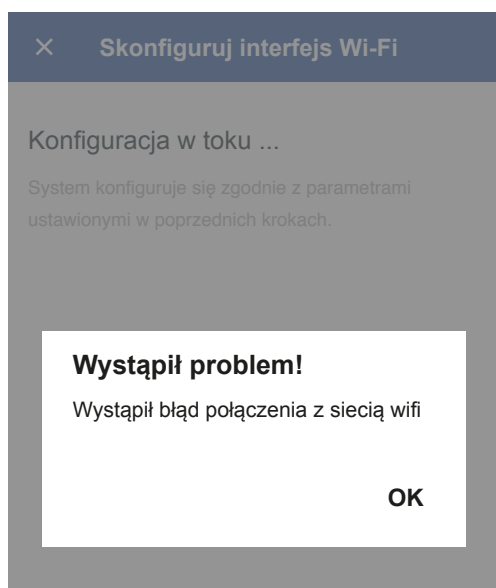 Skonfiguruj interfejs Wi-Fi
Konfiguracja w toku ...
System konfiguruje się zgodnie z parametrami
ustawionymi w poprzednich krokach.
Wystąpił problem!
Wystąpił błąd połączenia z siecią wifi
OK